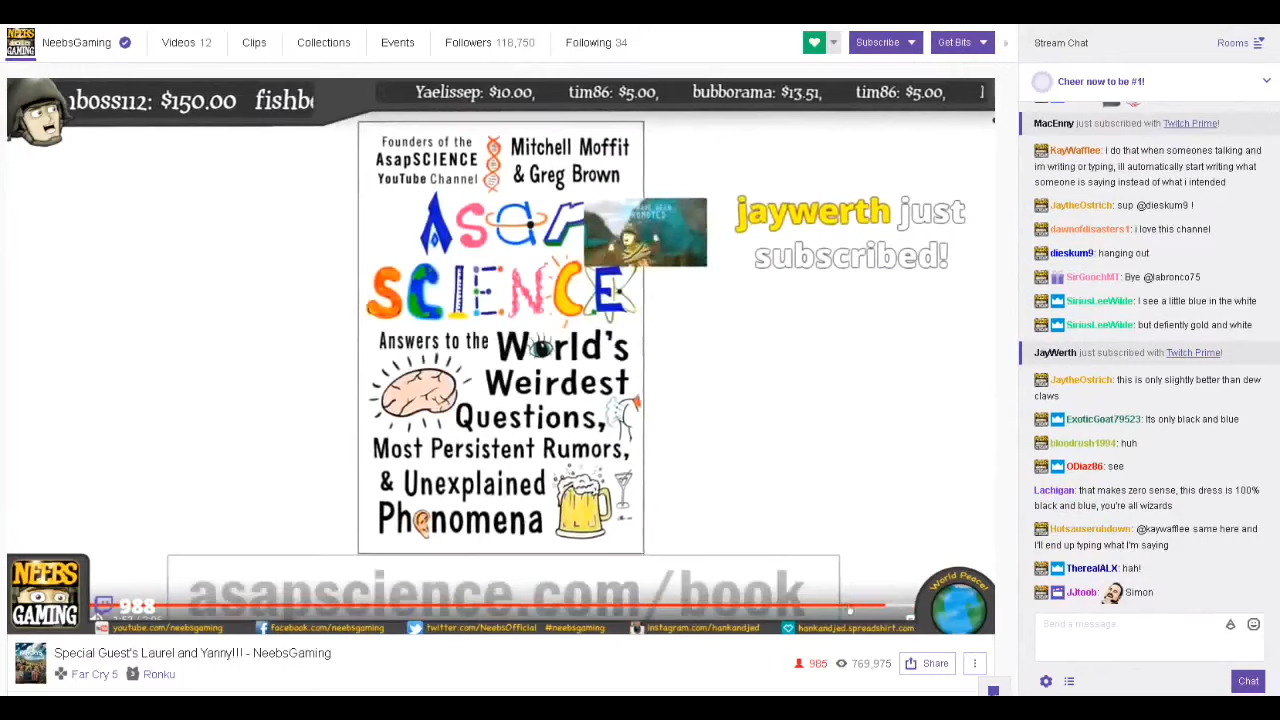 NeebsGaming
Videos 12
Clips
Collections
Events
Followers 118,750
Following 34
Subscribe
Get Bits
Stream Chat
Rooms
nboss112: $150.00 fishb
Yaelissep: $10.00, tim86: $5.00, bubborama: $13.51, tim86: $5.00,
Founders of the
AsapSCIENCE
YouTube Channel
Mitchell Moffit
& Greg Brown
Asap
SCIENCE
Answers to the World's
Weirdest
Questions,
Most Persistent Rumors,
& Unexplained
Phenomena
jaywerth just
subscribed!
asapscience.com/book
NEEBS
GAMING
988
World Peace!
youtube.com/neebsgaming
facebook.com/neebsgaming
twitter.com/NeebsOfficial #neebsgaming
instagram.com/hankandjed
hankandjed.spreadshirt.com
Special Guest's Laurel and Yanny!!! - NeebsGaming
Far Cry 5
Ronku
985
769,975
Share
Cheer now to be #1!
MacEnny just subscribed with Twitch Prime!
KayWafflee: i do that when someones talking and
im writing or typing, ill automatically start writing what
someone is saying instead of what i intended
JaytheOstrich: sup @dieskum9 !
dawnofdisasters1: i love this channel
dieskum9: hanging out
SirGoochMT: Bye @labronco75
SiriusLeeWilde: I see a little blue in the white
SiriusLeeWilde: but defiently gold and white
JayWerth just subscribed with Twitch Prime!
JaytheOstrich: this is only slightly better than dew
claws
ExoticGoat79523: Its only black and blue
bloodrush1994: huh
ODiaz86: see
Lachigan: that makes zero sense, this dress is 100%
black and blue, you're all wizards
Hotsauserubdown: @kaywafflee same here and
I'll end up typing what I'm saying
TherealALX: hah!
JJtoob: Simon
Send a message
Chat